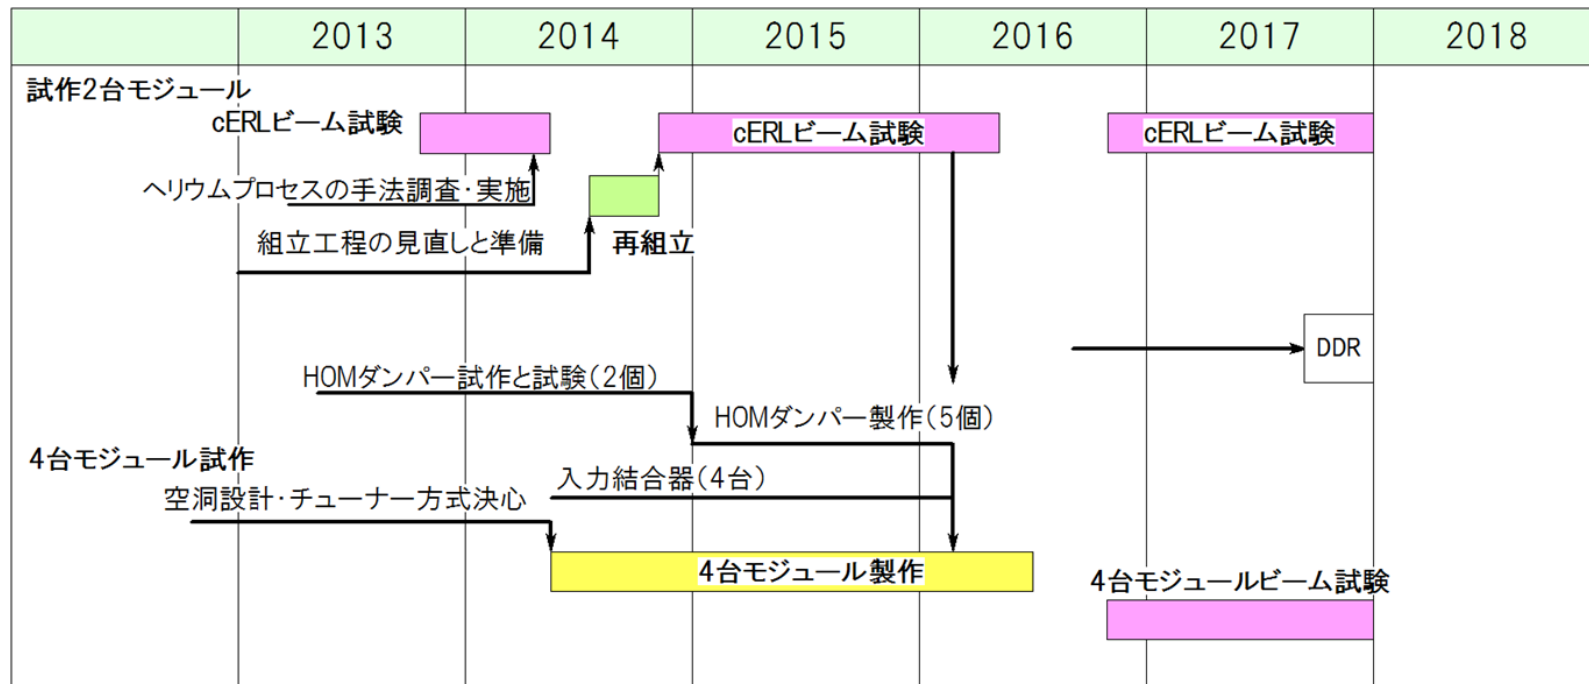 2013 2014 2015 2016 2017 2018
試作2台モジュール
cERLビーム試験
cERLビーム試験
cERLビーム試験
ヘリウムプロセスの手法調査・実施
組立工程の見直しと準備
再組立
DDR
HOMダンパー試作と試験(2個)
HOMダンパー製作(5個)
4台モジュール試作
入力結合器(4台)
空洞設計・チューナー方式決心
4台モジュール製作
4台モジュールビーム試験